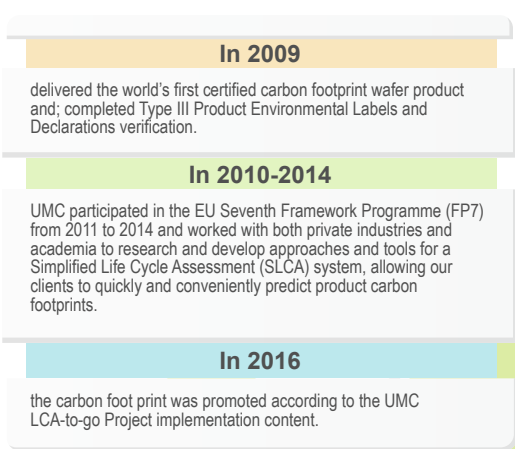 In 2009
delivered the world's first certified carbon footprint wafer product
and; completed Type III Product Environmental Labels and
Declarations verification.
In 2010-2014
UMC participated in the EU Seventh Framework Programme (FP7)
from 2011 to 2014 and worked with both private industries and
academia to research and develop approaches and tools for a
Simplified Life Cycle Assessment (SLCA) system, allowing our
clients to quickly and conveniently predict product carbon
footprints.
In 2016
the carbon foot print was promoted according to the UMC
LCA-to-go Project implementation content.